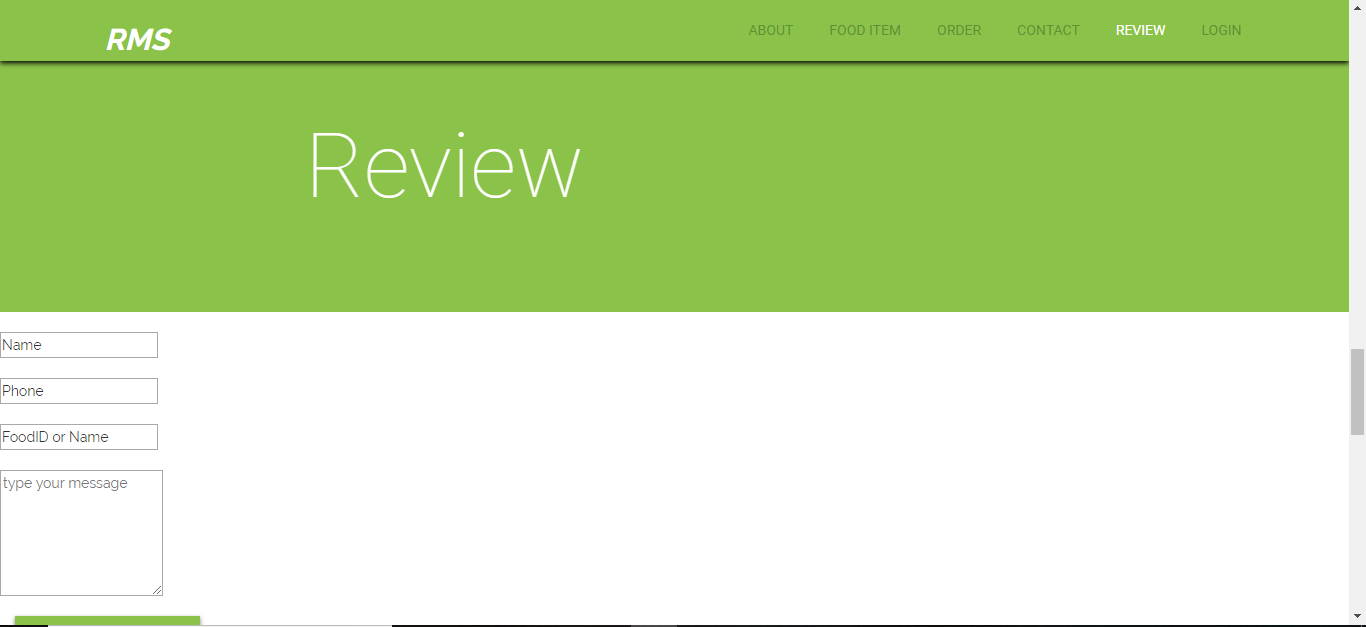 RMS
ABOUT FOOD ITEM ORDER CONTACT REVIEW LOGIN
Review
Name
Phone
FoodID or Name
type your message